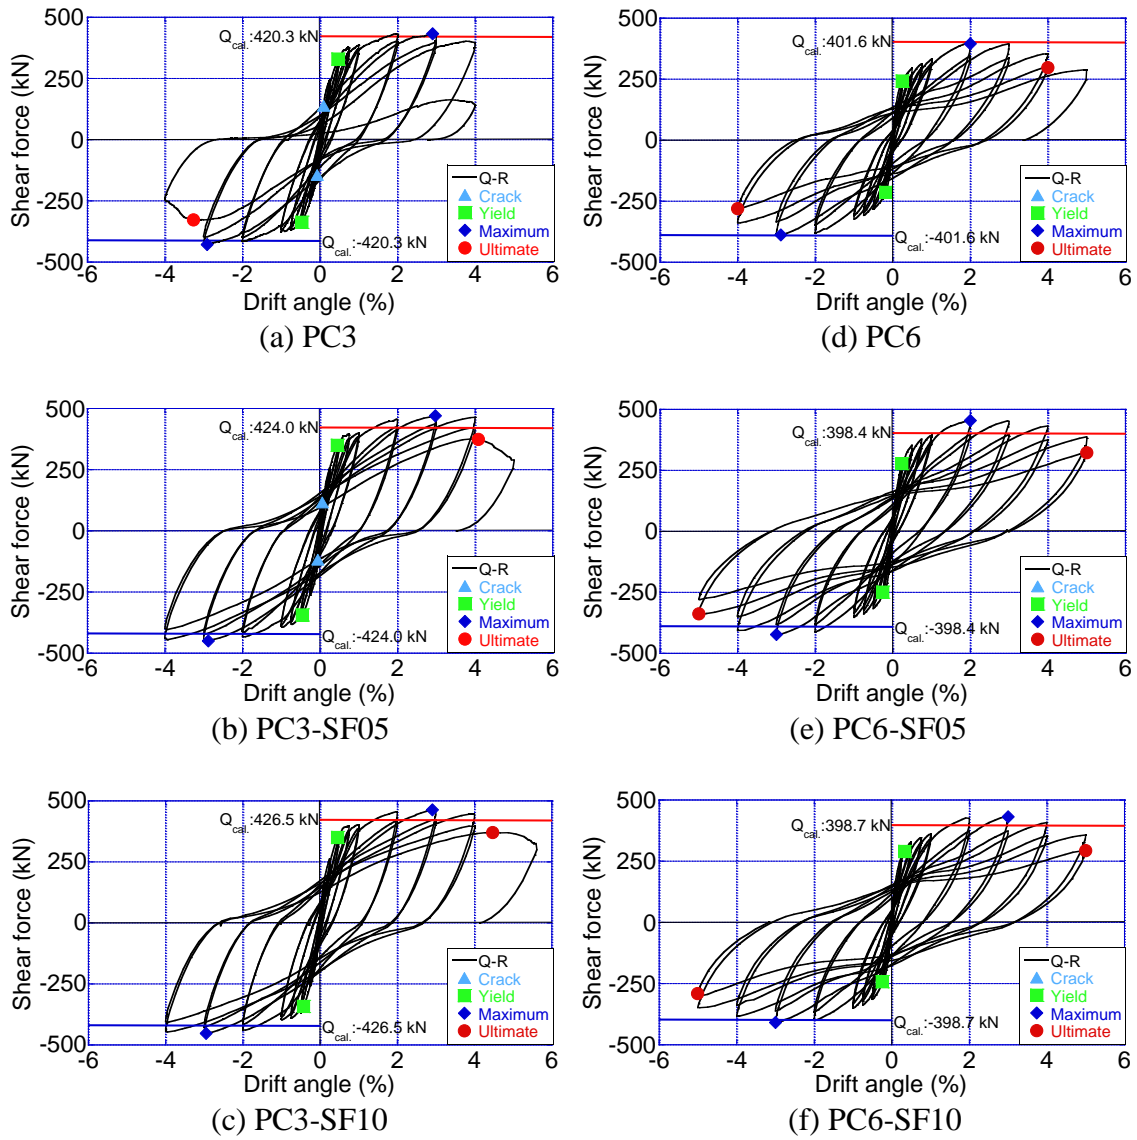 500
250
0
-250
-500
Shear force (kN)
Q cal.:420.3 kN
Q cal.:-420.3 kN
Q-R
Crack
Yield
Maximum
Ultimate
-6 -4 -2 0 2 4 6
Drift angle (%)
(a) PC3
500
250
0
-250
-500
Shear force (kN)
Q cal.:401.6 kN
Q cal.:-401.6 kN
Q-R
Crack
Yield
Maximum
Ultimate
-6 -4 -2 0 2 4 6
Drift angle (%)
(d) PC6
500
250
0
-250
-500
Shear force (kN)
Q cal.:424.0 kN
Q cal.:-424.0 kN
Q-R
Crack
Yield
Maximum
Ultimate
-6 -4 -2 0 2 4 6
Drift angle (%)
(b) PC3-SF05
500
250
0
-250
-500
Shear force (kN)
Q cal.:398.4 kN
Q cal.:-398.4 kN
Q-R
Crack
Yield
Maximum
Ultimate
-6 -4 -2 0 2 4 6
Drift angle (%)
(e) PC6-SF05
500
250
0
-250
-500
Shear force (kN)
Q cal.:426.5 kN
Q cal.:-426.5 kN
Q-R
Crack
Yield
Maximum
Ultimate
-6 -4 -2 0 2 4 6
Drift angle (%)
(c) PC3-SF10
500
250
0
-250
-500
Shear force (kN)
Q cal.:398.7 kN
Q cal.:-398.7 kN
Q-R
Crack
Yield
Maximum
Ultimate
-6 -4 -2 0 2 4 6
Drift angle (%)
(f) PC6-SF10